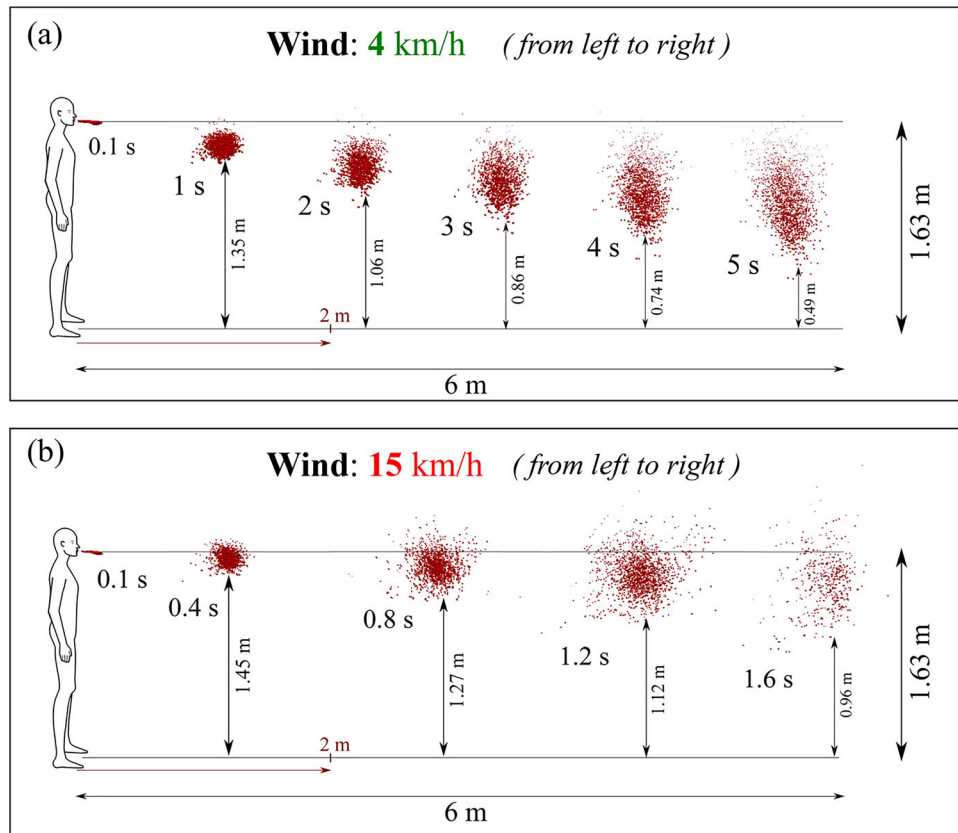 (a)
Wind: 4 km/h (from left to right)
0.1 s
1 s
2 s
3 s
4 s
5 s
1.35 m
1.06 m
0.86 m
0.74 m
0.49 m
1.63 m
2 m
6 m
(b)
Wind: 15 km/h (from left to right)
0.1 s
0.4 s
0.8 s
1.2 s
1.6 s
1.45 m
1.27 m
1.12 m
0.96 m
1.63 m
2 m
6 m